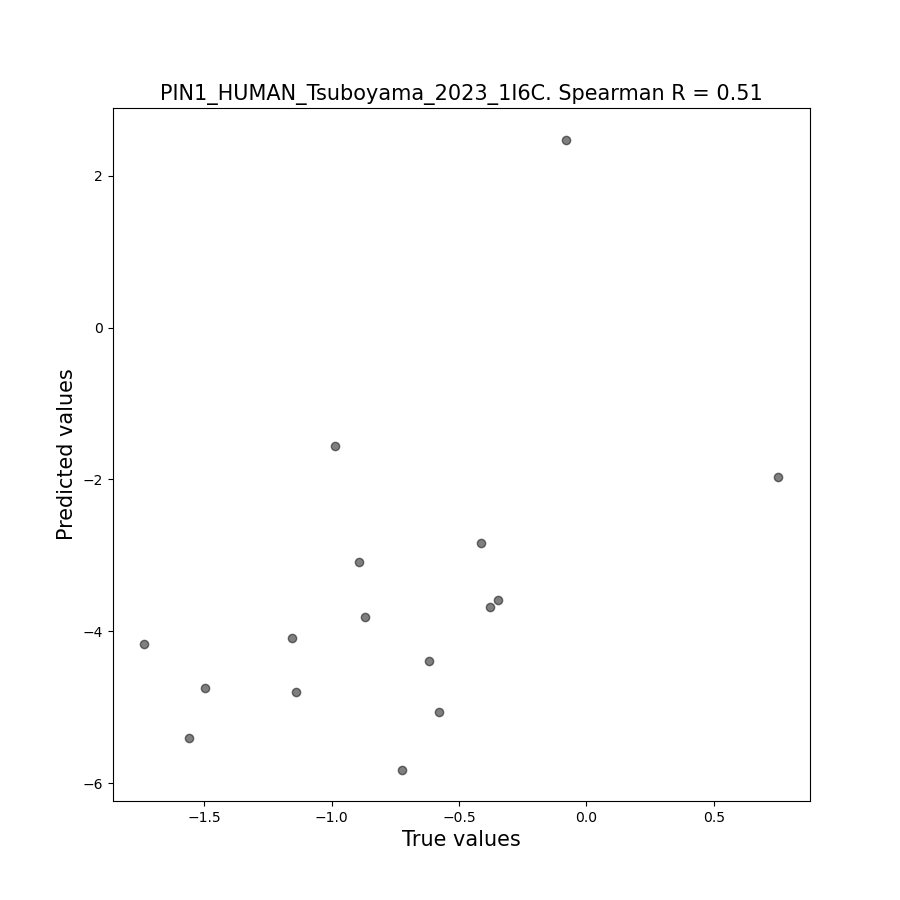 PIN1_HUMAN_Tsuboyama_2023_1I6C. Spearman R = 0.51
2
0
−2
−4
−6
Predicted values
−1.5 −1.0 −0.5 0.0 0.5
True values